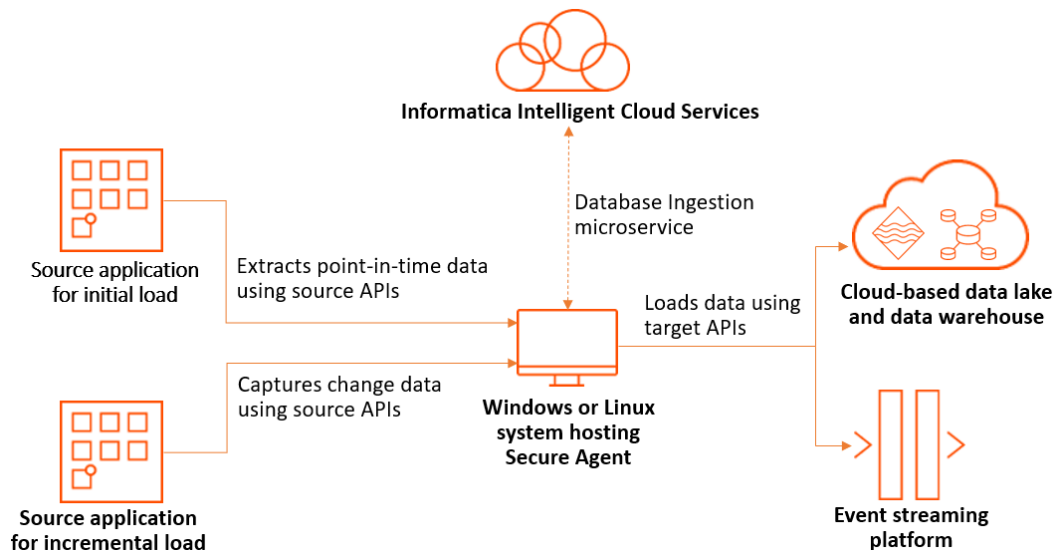 Informatica Intelligent Cloud Services
Database Ingestion
microservice
Source application
for initial load
Extracts point-in-time data
using source APIs
Loads data using
target APIs
Cloud-based data lake
and data warehouse
Captures change data
using source APIs
Windows or Linux
system hosting
Secure Agent
Source application
for incremental load
Event streaming
platform